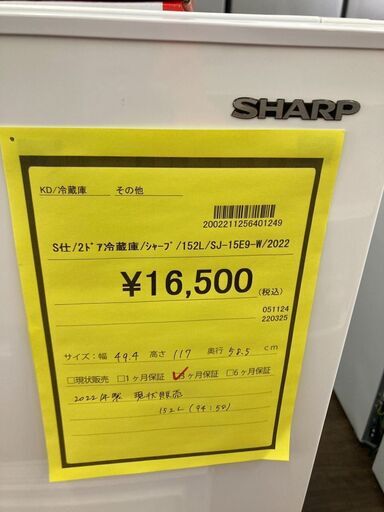 SHARP
2002211256401249
KD/冷蔵庫 その他
S仕/2ﾄﾞｱ冷蔵庫/ｼｬｰﾌﾟ/152L/SJ-15E9-W/2022
¥16,500(税込)
051124
220325
サイズ:幅 49.4 高さ 117 奥行 58.5 cm
□現状販売 □1ヶ月保証 ☑3ヶ月保証 □6ヶ月保証
2022年製 現状販売
152L (94:58)